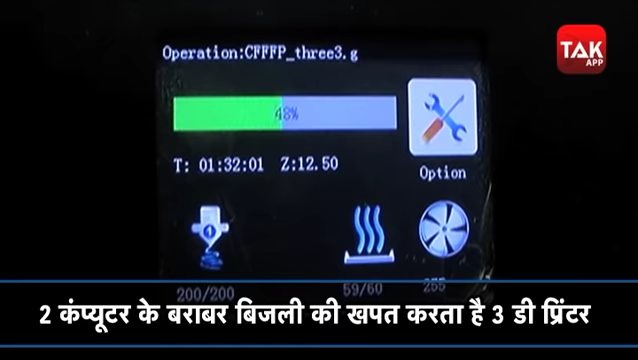 TAK
APP
Operation:CFFFP_three3.g
48%
T: 01:32:01 Z:12.50
Option
1
200/200
59/60
255
2 कंप्यूटर के बराबर बिजली की खपत करता है 3 डी प्रिंटर